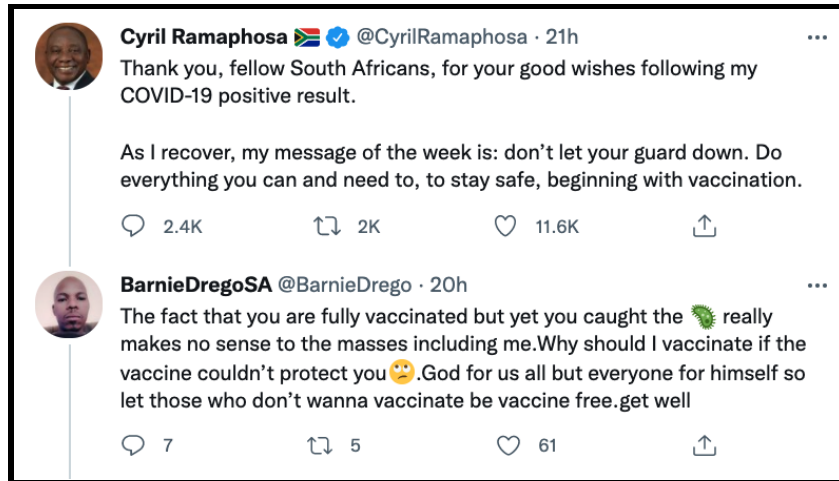 Cyril Ramaphosa 🇿🇦 @CyrilRamaphosa · 21h
Thank you, fellow South Africans, for your good wishes following my
COVID-19 positive result.
As I recover, my message of the week is: don't let your guard down. Do
everything you can and need to, to stay safe, beginning with vaccination.
2.4K 2K 11.6K
BarnieDregoSA @BarnieDrego · 20h
The fact that you are fully vaccinated but yet you caught the 🦠 really
makes no sense to the masses including me.Why should I vaccinate if the
vaccine couldn't protect you🙄.God for us all but everyone for himself so
let those who don't wanna vaccinate be vaccine free.get well
7 5 61